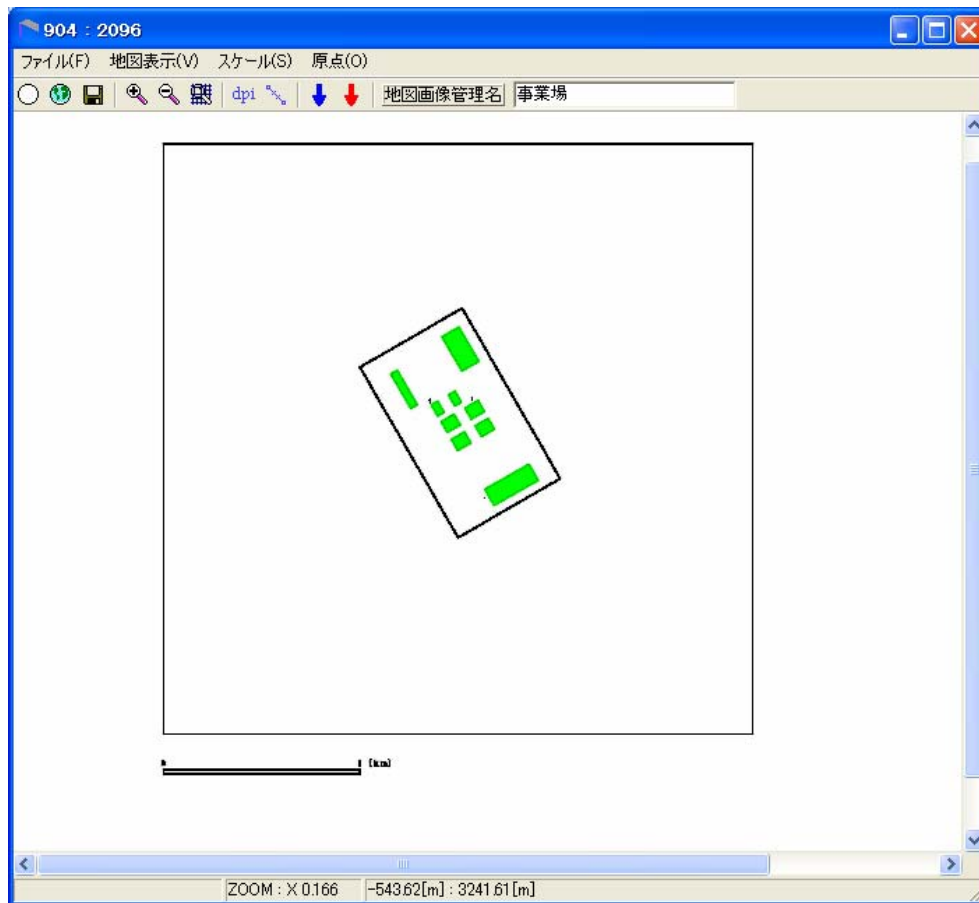 904 : 2096
ファイル(F) 地図表示(V) スケール(S) 原点(O)
dpi 地図画像管理名 事業場
[km]
ZOOM : X 0.166 -543.62[m] : 3241.61[m]